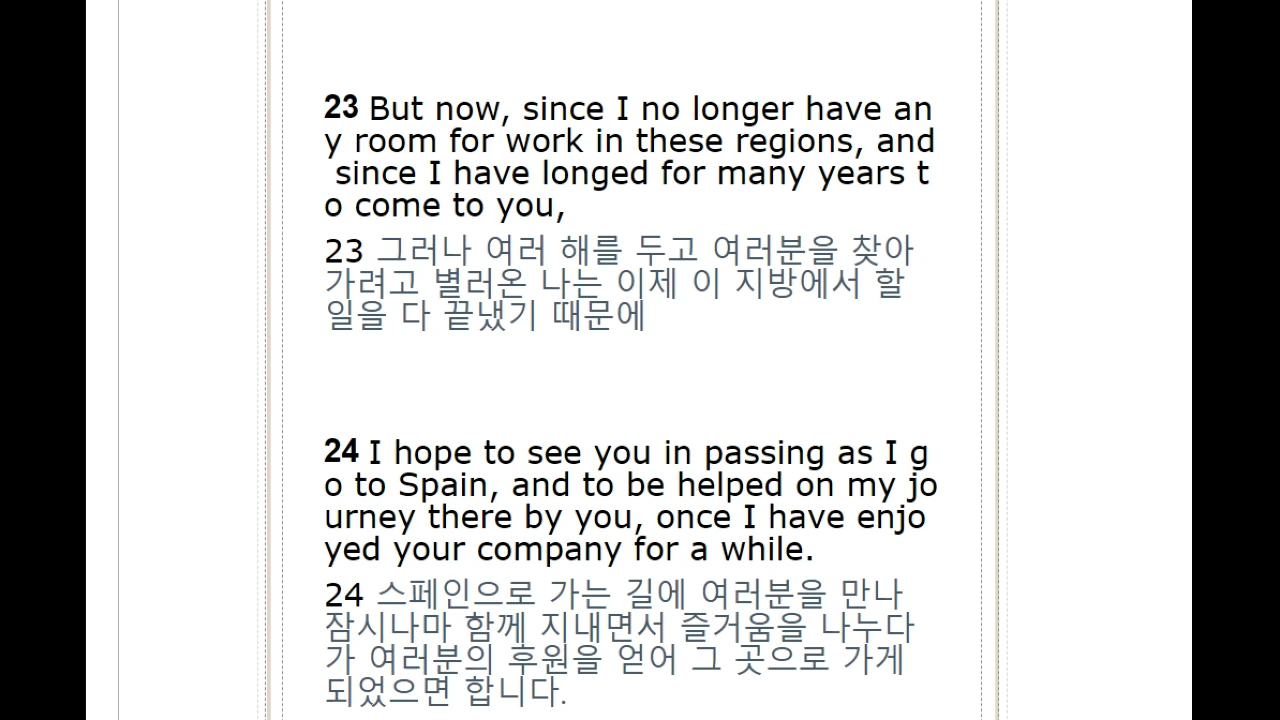 23 But now, since I no longer have an
y room for work in these regions, and
since I have longed for many years t
o come to you,
23 그러나 여러 해를 두고 여러분을 찾아
가려고 별러온 나는 이제 이 지방에서 할
일을 다 끝냈기 때문에
24 I hope to see you in passing as I g
o to Spain, and to be helped on my jo
urney there by you, once I have enjo
yed your company for a while.
24 스페인으로 가는 길에 여러분을 만나
잠시나마 함께 지내면서 즐거움을 나누다
가 여러분의 후원을 얻어 그 곳으로 가게
되었으면 합니다.